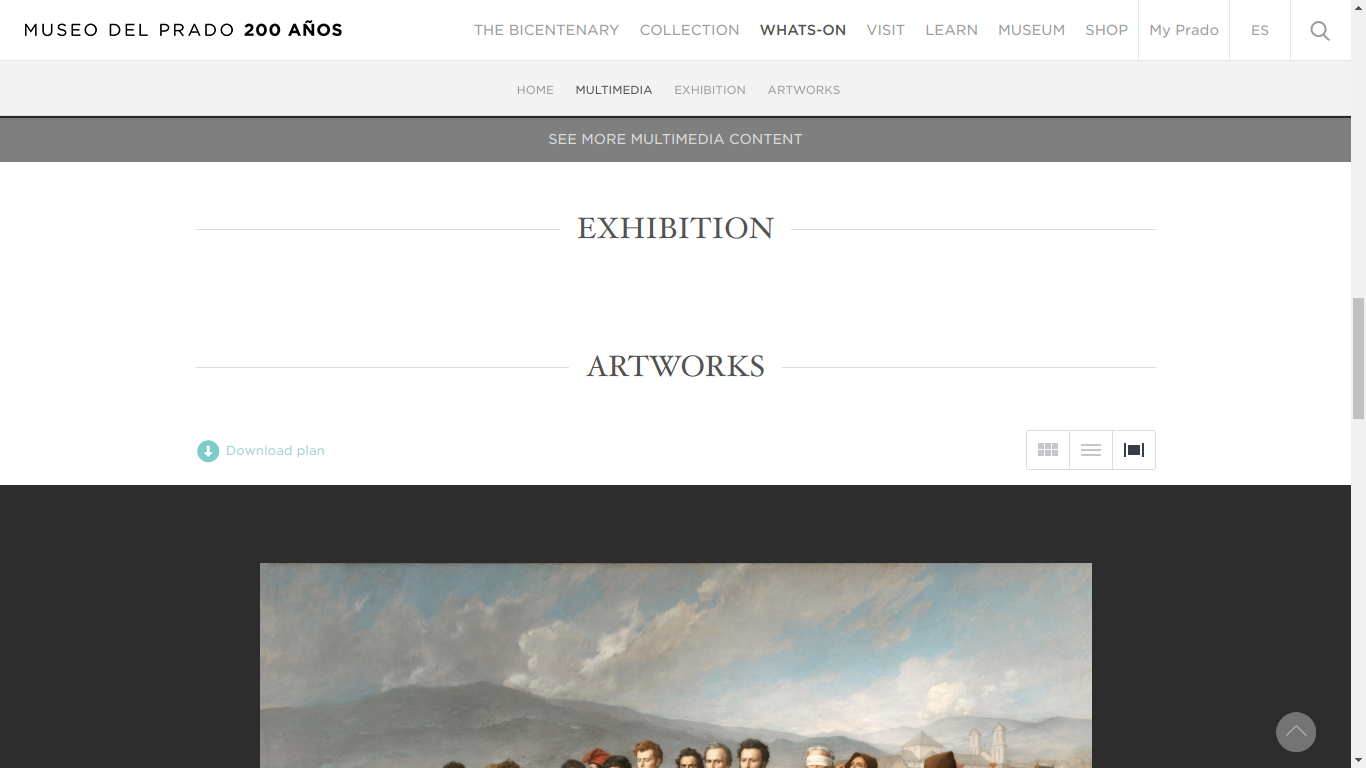 MUSEO DEL PRADO 200 AÑOS
THE BICENTENARY COLLECTION WHATS-ON VISIT LEARN MUSEUM SHOP My Prado ES
HOME MULTIMEDIA EXHIBITION ARTWORKS
SEE MORE MULTIMEDIA CONTENT
EXHIBITION
ARTWORKS
Download plan